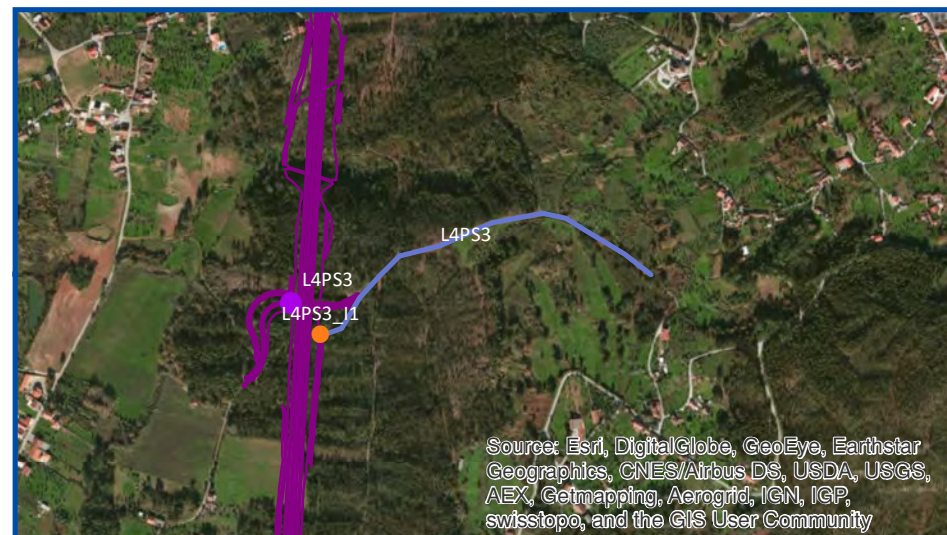 L4PS3
L4PS3
L4PS3_I1
Source: Esri, DigitalGlobe, GeoEye, Earthstar
Geographics, CNES/Airbus DS, USDA, USGS,
AEX, Getmapping, Aerogrid, IGN, IGP,
swisstopo, and the GIS User Community